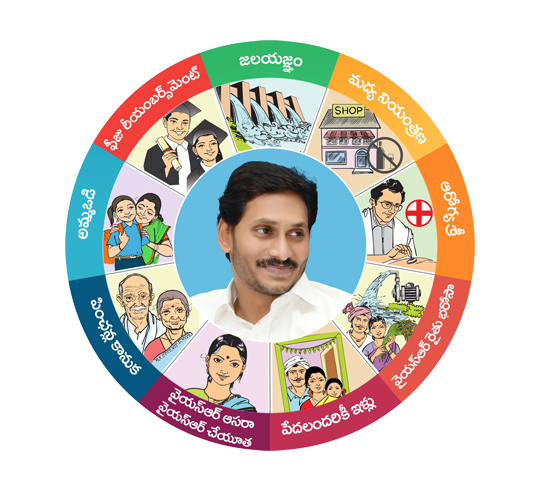 జలయజ్ఞం
మద్య నియంత్రణ
SHOP
ఆరోగ్యశ్రీ
వైయస్ఆర్ రైతు భరోసా
పేదలందరికీ ఇళ్లు
వైయస్ఆర్ ఆసరా
వైయస్ఆర్ చేయూత
పింఛన్ల కానుక
అమ్మఒడి
ఫీజు రీయింబర్స్‌మెంట్